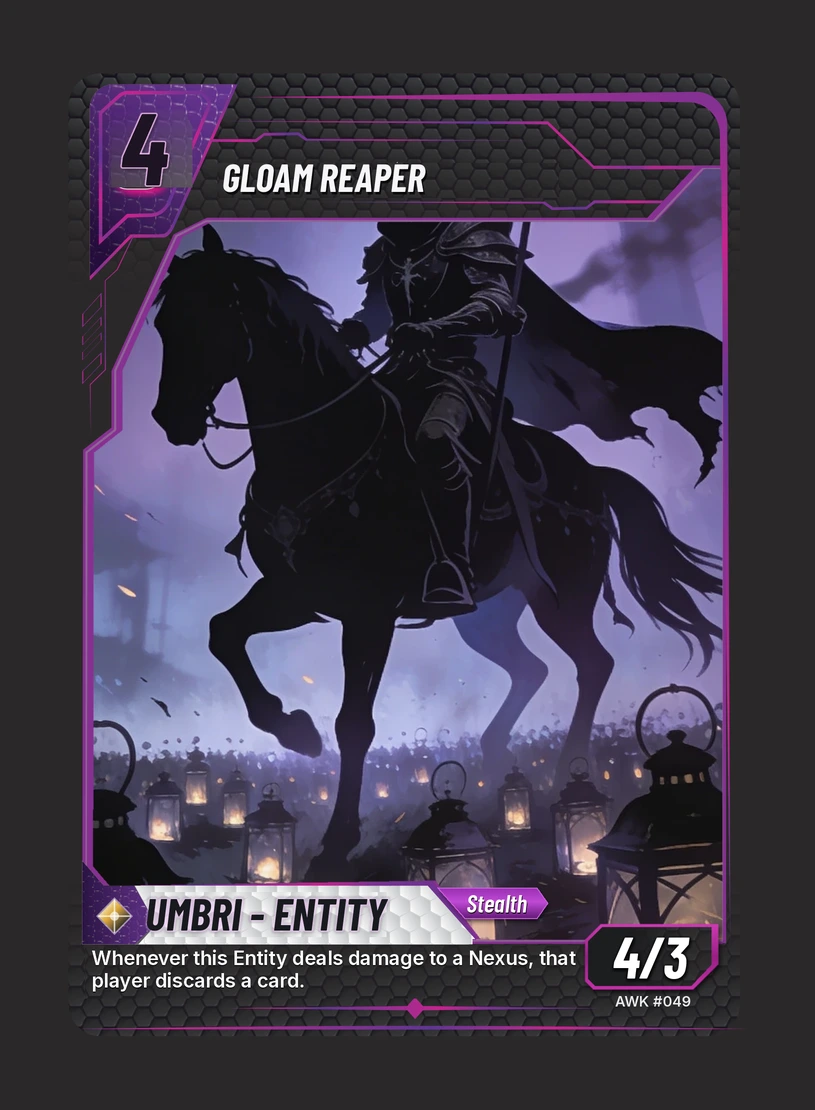 4
GLOAM REAPER
UMBRI - ENTITY
Stealth
Whenever this Entity deals damage to a Nexus, that
player discards a card.
4/3
AWK #049